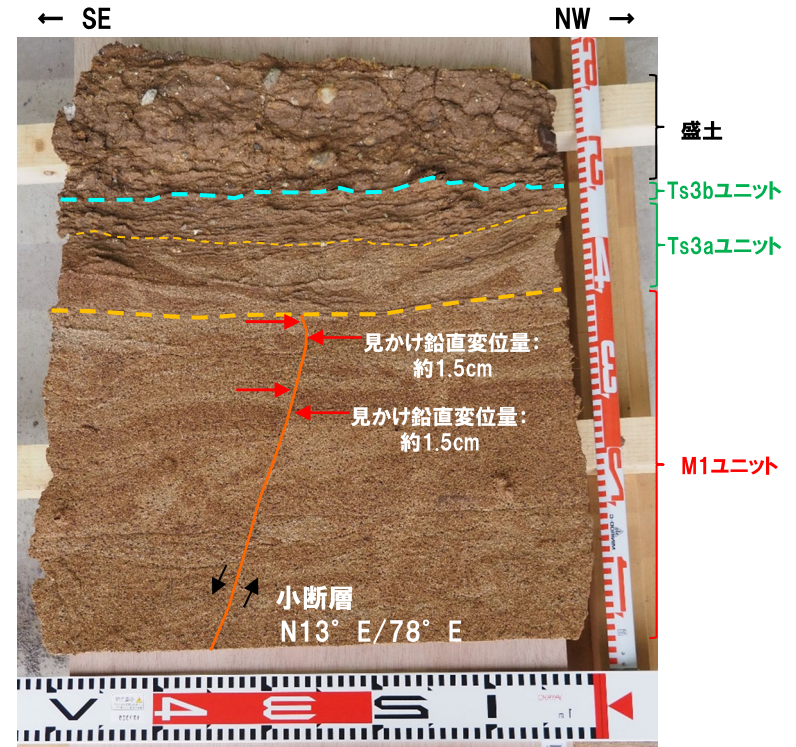 ← SE NW →
盛土
Ts3bユニット
Ts3aユニット
見かけ鉛直変位量:
約1.5cm
見かけ鉛直変位量:
約1.5cm
M1ユニット
小断層
N13°E/78°E